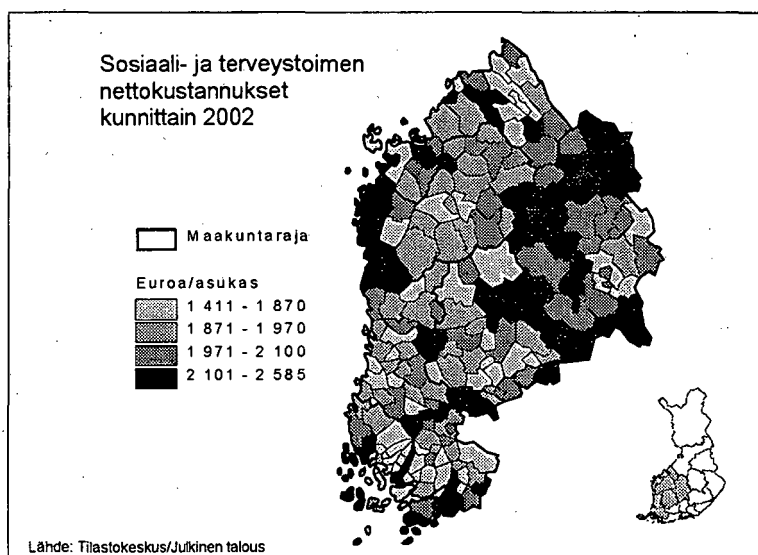 Sosiaali- ja terveystoimen
nettokustannukset
kunnittain 2002
Maakuntaraja
Euroa/asukas
1 411 - 1 870
1 871 - 1 970
1 971 - 2 100
2 101 - 2 585
Lähde: Tilastokeskus/Julkinen talous